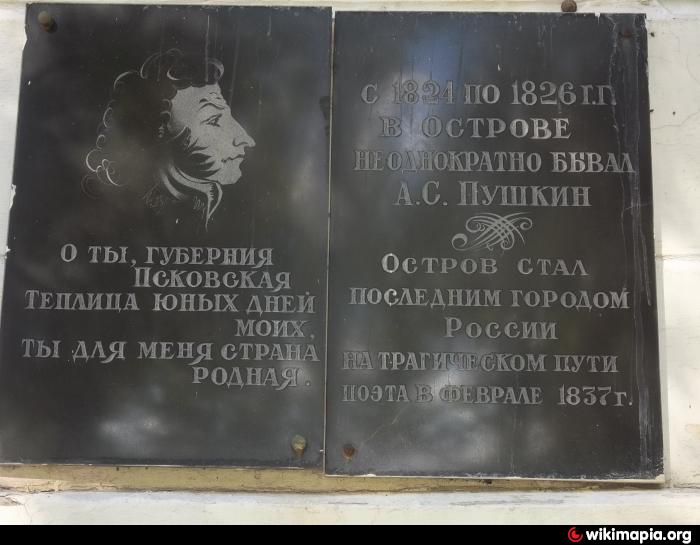 О ТЫ, ГУБЕРНИЯ
ПСКОВСКАЯ
ТЕПЛИЦА ЮНЫХ ДНЕЙ
МОИХ,
ТЫ ДЛЯ МЕНЯ СТРАНА
РОДНАЯ.
С 1824 ПО 1826 Г.Г.
В ОСТРОВЕ
НЕОДНОКРАТНО БЫВАЛ
А.С. ПУШКИН
ОСТРОВ СТАЛ
ПОСЛЕДНИМ ГОРОДОМ
РОССИИ
НА ТРАГИЧЕСКОМ ПУТИ
ПОЭТА В ФЕВРАЛЕ 1837 Г.
wikimapia.org